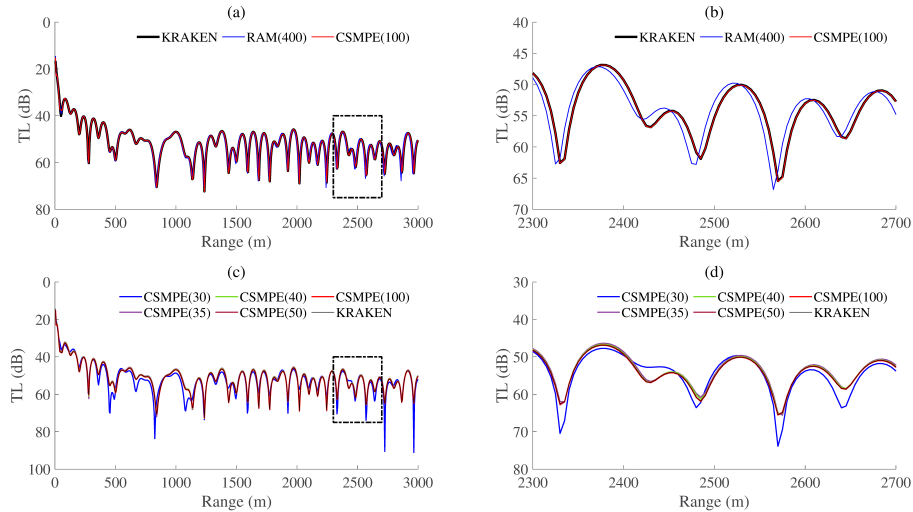 (a)
0
20
40
60
80
TL (dB)
KRAKEN RAM(400) CSMPE(100)
0 500 1000 1500 2000 2500 3000
Range (m)
(b)
40
45
50
55
60
65
70
TL (dB)
KRAKEN RAM(400) CSMPE(100)
2300 2400 2500 2600 2700
Range (m)
(c)
0
20
40
60
80
100
TL (dB)
CSMPE(30) CSMPE(40) CSMPE(100)
CSMPE(35) CSMPE(50) KRAKEN
0 500 1000 1500 2000 2500 3000
Range (m)
(d)
30
40
50
60
70
80
TL (dB)
CSMPE(30) CSMPE(40) CSMPE(100)
CSMPE(35) CSMPE(50) KRAKEN
2300 2400 2500 2600 2700
Range (m)